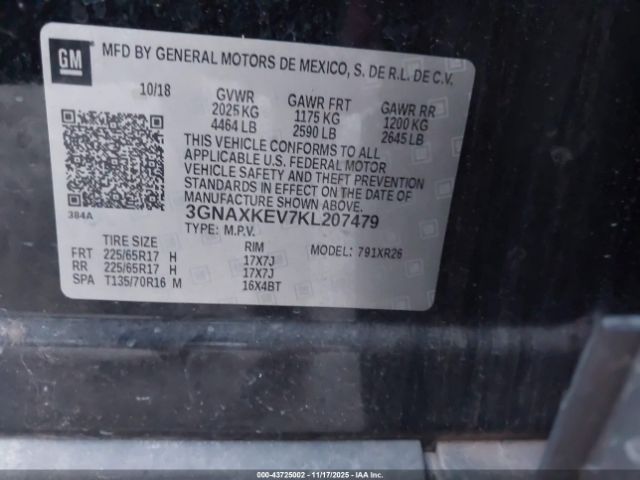 GM
MFD BY GENERAL MOTORS DE MEXICO, S. DE R.L. DE C.V.
10/18 GVWR GAWR FRT GAWR RR
2025 KG 1175 KG 1200 KG
4464 LB 2590 LB 2645 LB
THIS VEHICLE CONFORMS TO ALL
APPLICABLE U.S. FEDERAL MOTOR
VEHICLE SAFETY AND THEFT PREVENTION
STANDARDS IN EFFECT ON THE DATE OF
MANUFACTURE SHOWN ABOVE.
384A 3GNAXKEV7KL207479
TYPE: M.P.V. MODEL: 791XR26
TIRE SIZE RIM
FRT 225/65R17 H 17X7J
RR 225/65R17 H 17X7J
SPA T135/70R16 M 16X4BT
000-43725002 - 11/17/2025 - IAAI.COM